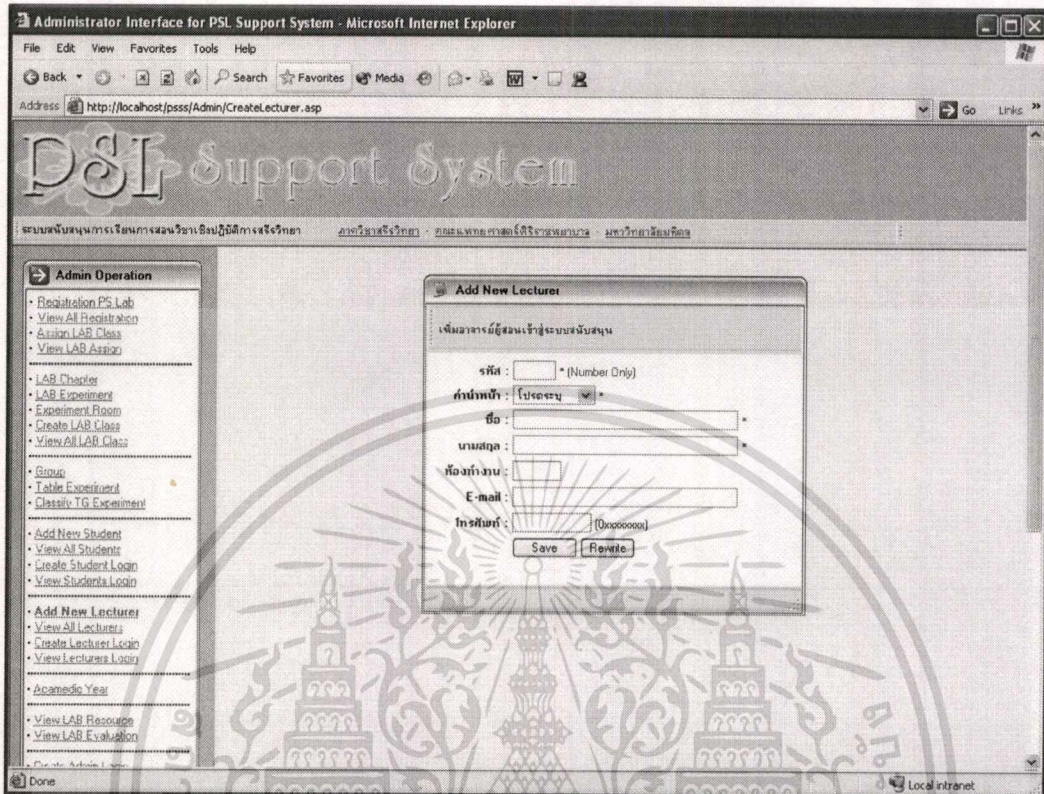 Administrator Interface for PSL Support System - Microsoft Internet Explorer
File Edit View Favorites Tools Help
Back Search Favorites Media
Address http://localhost/psss/Admin/CreateLecturer.asp Go Links »
PSL Support System
ระบบสนับสนุนการเรียนการสอนวิชาเชิงปฏิบัติการสรีรวิทยา ภาควิชาสรีรวิทยา - คณะแพทยศาสตร์ศิริราชพยาบาล - มหาวิทยาลัยมหิดล
Admin Operation
• Registration PS Lab
• View All Registration
• Assign LAB Class
• View LAB Assign
• LAB Chapter
• LAB Experiment
• Experiment Room
• Create LAB Class
• View All LAB Class
• Group
• Table Experiment
• Classify TG Experiment
• Add New Student
• View All Students
• Create Student Login
• View Students Login
• Add New Lecturer
• View All Lecturers
• Create Lecturer Login
• View Lecturers Login
• Acamedic Year
• View LAB Resource
• View LAB Evaluation
• Create Admin Login
Add New Lecturer
เพิ่มอาจารย์ผู้สอนเข้าสู่ระบบสนับสนุน
รหัส : * (Number Only)
คำนำหน้า : โปรดระบุ *
ชื่อ : *
นามสกุล : *
ห้องทำงาน :
E-mail :
โทรศัพท์ : (0xxxxxxxx)
Save Rewrite
Done Local intranet